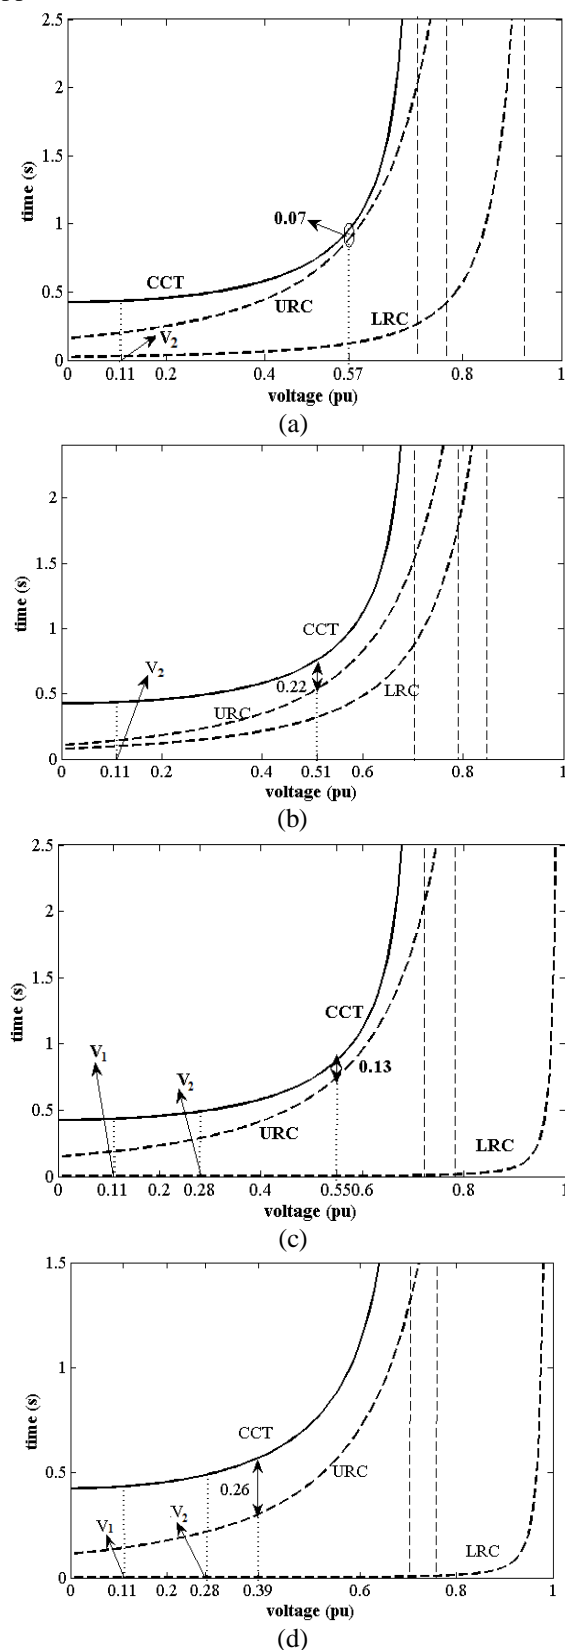 2.5
2
1.5
1
0.5
0
time (s)
0.07
CCT
URC
LRC
V2
0 0.11 0.2 0.4 0.57 0.8 1
voltage (pu)
(a)
2
1.5
1
0.5
0
time (s)
CCT
V2
0.22
URC
LRC
0 0.11 0.2 0.4 0.51 0.6 0.8 1
voltage (pu)
(b)
2.5
2
1.5
1
0.5
0
time (s)
CCT
V1
V2
0.13
URC
LRC
0 0.11 0.2 0.28 0.4 0.55 0.6 0.8 1
voltage (pu)
(c)
1.5
1
0.5
0
time (s)
CCT
0.26
URC
V1
V2
LRC
0 0.11 0.2 0.28 0.39 0.6 0.8 1
voltage (pu)
(d)